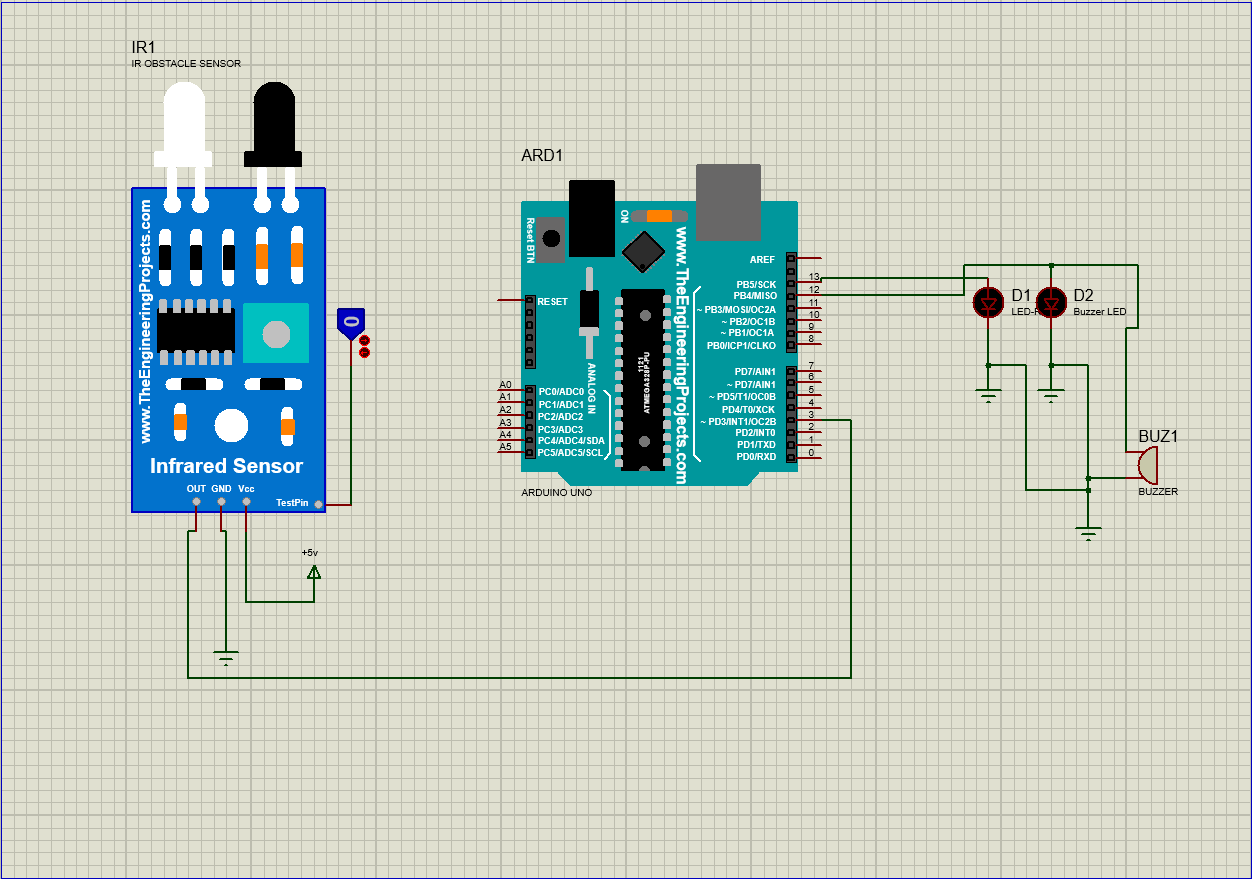 IR1
IR OBSTACLE SENSOR
www.TheEngineeringProjects.com
Infrared Sensor
OUT GND Vcc
TestPin
0
+5v
ARD1
Reset BTN
ON
www.TheEngineeringProjects.com
RESET
1121
ATMEGA328P-PU
ANALOG IN
A0 PC0/ADC0
A1 PC1/ADC1
A2 PC2/ADC2
A3 PC3/ADC3
A4 PC4/ADC4/SDA
A5 PC5/ADC5/SCL
AREF
PB5/SCK 13
PB4/MISO 12
~ PB3/MOSI/OC2A 11
~ PB2/OC1B 10
~ PB1/OC1A 9
PB0/ICP1/CLKO 8
PD7/AIN1 7
~ PD7/AIN1 6
~ PD5/T1/OC0B 5
PD4/T0/XCK 4
~ PD3/INT1/OC2B 3
PD2/INT0 2
PD1/TXD 1
PD0/RXD 0
ARDUINO UNO
D1
D2
Buzzer LED
BUZ1
BUZZER